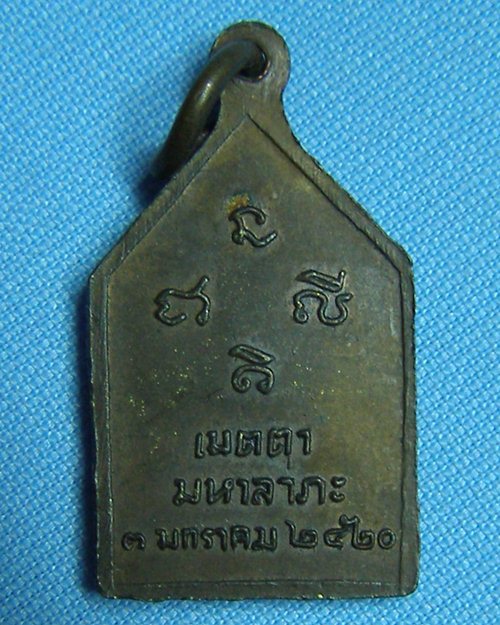 เมตตา
มหาลาภะ
๓ มกราคม ๒๕๒๐